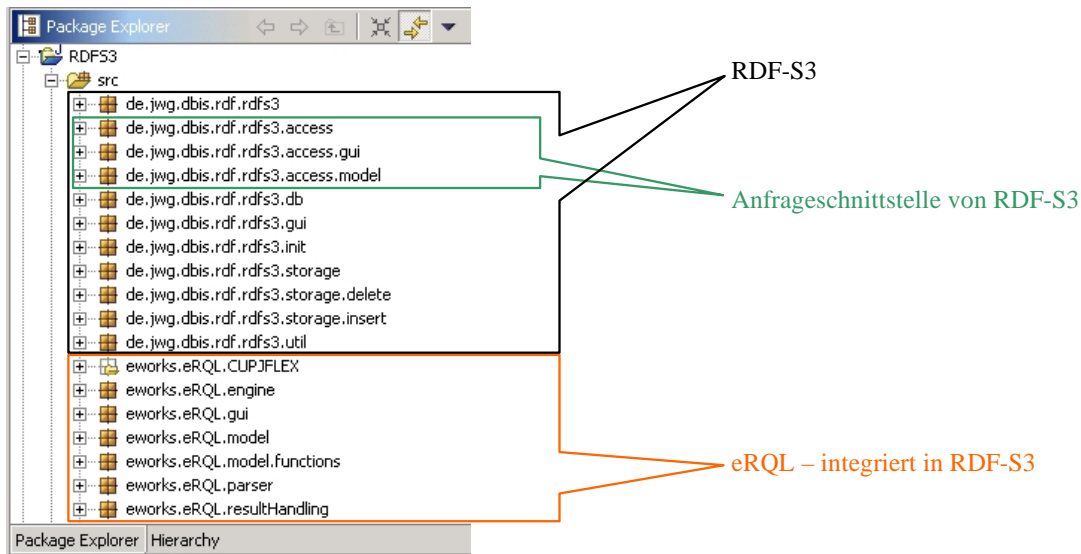 Package Explorer
RDFS3
src
de.jwg.dbis.rdf.rdfs3
de.jwg.dbis.rdf.rdfs3.access
de.jwg.dbis.rdf.rdfs3.access.gui
de.jwg.dbis.rdf.rdfs3.access.model
de.jwg.dbis.rdf.rdfs3.db
de.jwg.dbis.rdf.rdfs3.gui
de.jwg.dbis.rdf.rdfs3.init
de.jwg.dbis.rdf.rdfs3.storage
de.jwg.dbis.rdf.rdfs3.storage.delete
de.jwg.dbis.rdf.rdfs3.storage.insert
de.jwg.dbis.rdf.rdfs3.util
eworks.eRQL.CUPJFLEX
eworks.eRQL.engine
eworks.eRQL.gui
eworks.eRQL.model
eworks.eRQL.model.functions
eworks.eRQL.parser
eworks.eRQL.resultHandling
Package Explorer Hierarchy
RDF-S3
Anfrageschnittstelle von RDF-S3
eRQL – integriert in RDF-S3